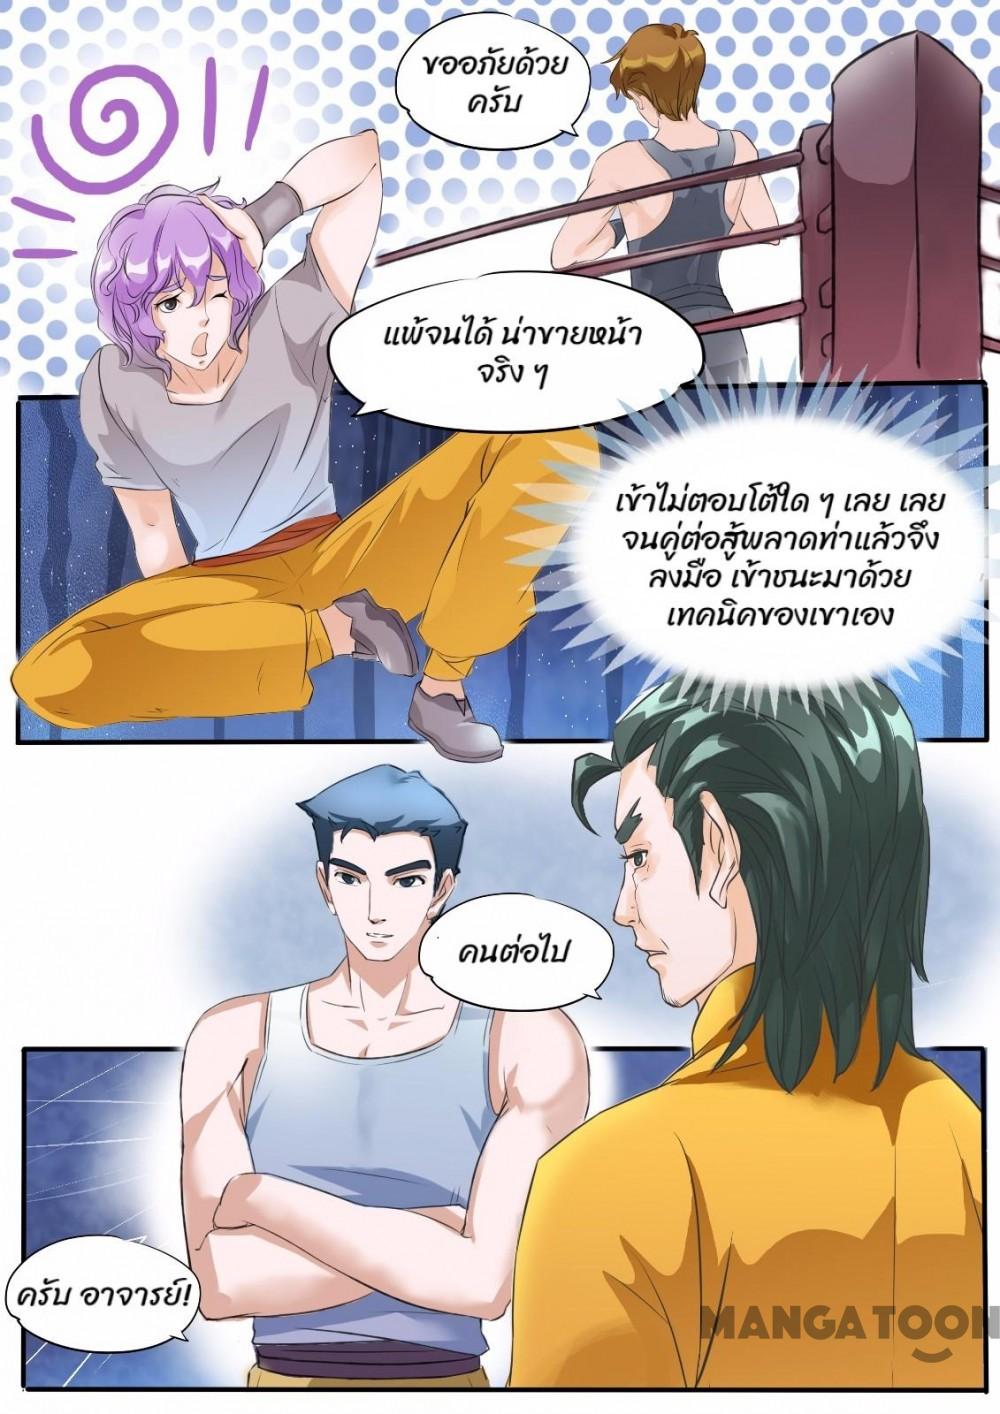 ขออภัยด้วย
ครับ
แพ้จนได้ น่าขายหน้า
จริง ๆ
เข้าไม่ตอบโต้ใด ๆ เลย เลย
จนคู่ต่อสู้พลาดท่าแล้วจึง
ลงมือ เข้าชนะมาด้วย
เทคนิคของเขาเอง
คนต่อไป
ครับ อาจารย์!
MANGATOON